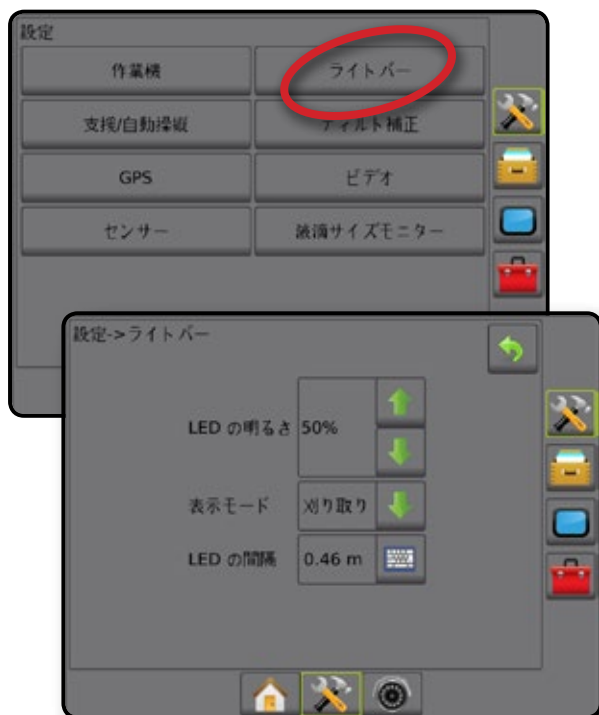 設定
作業機
ライトバー
支援/自動操縦
ティルト補正
GPS
ビデオ
センサー
液滴サイズモニター
設定->ライトバー
LED の明るさ 50%
表示モード 刈り取り
LED の間隔 0.46 m